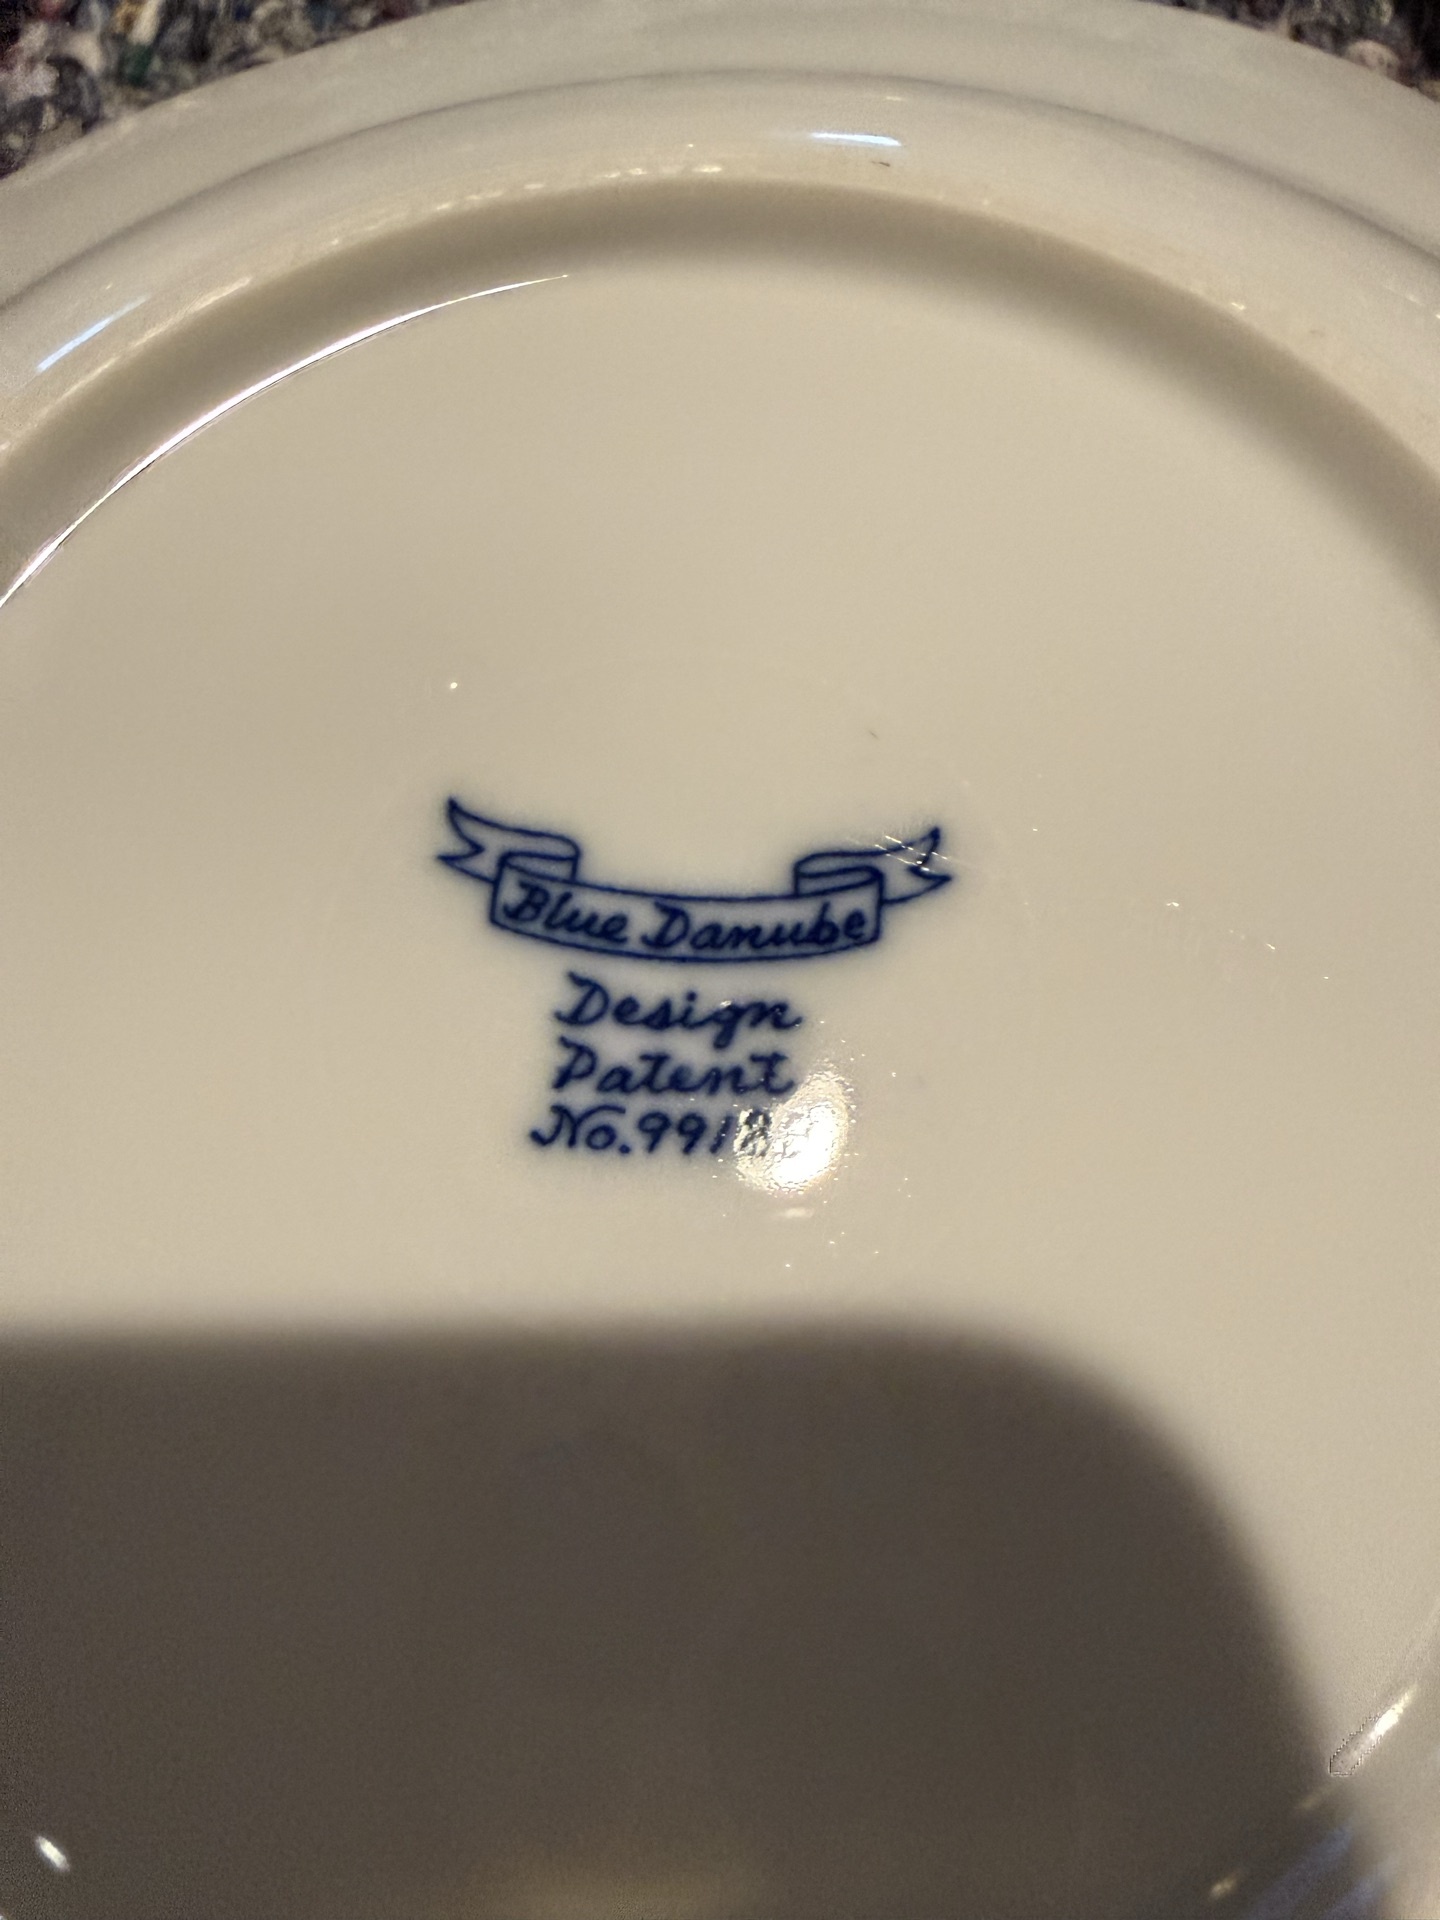 Blue Danube
Design
Patent